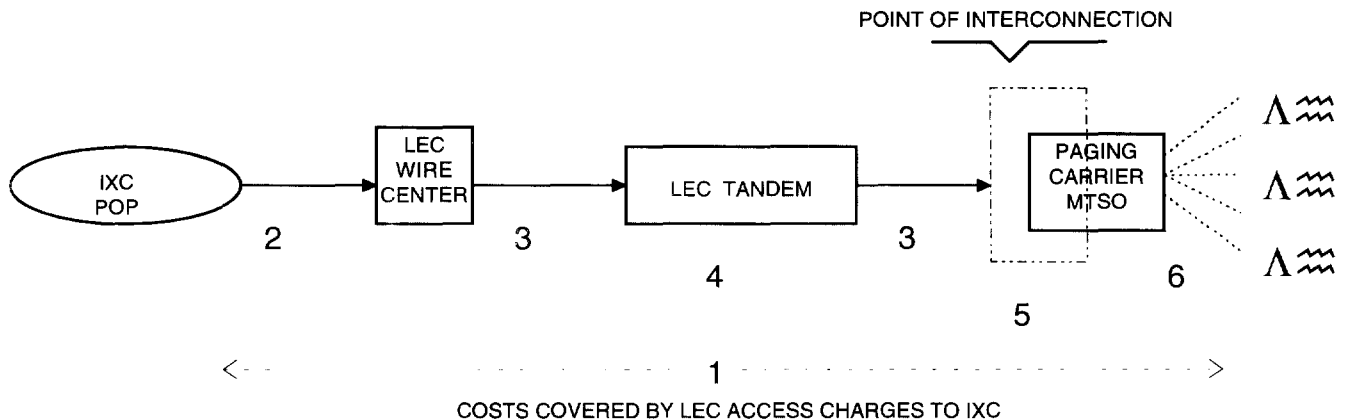 POINT OF INTERCONNECTION
IXC
POP
LEC
WIRE
CENTER
LEC TANDEM
PAGING
CARRIER
MTSO
2
3
4
3
5
6
1
COSTS COVERED BY LEC ACCESS CHARGES TO IXC